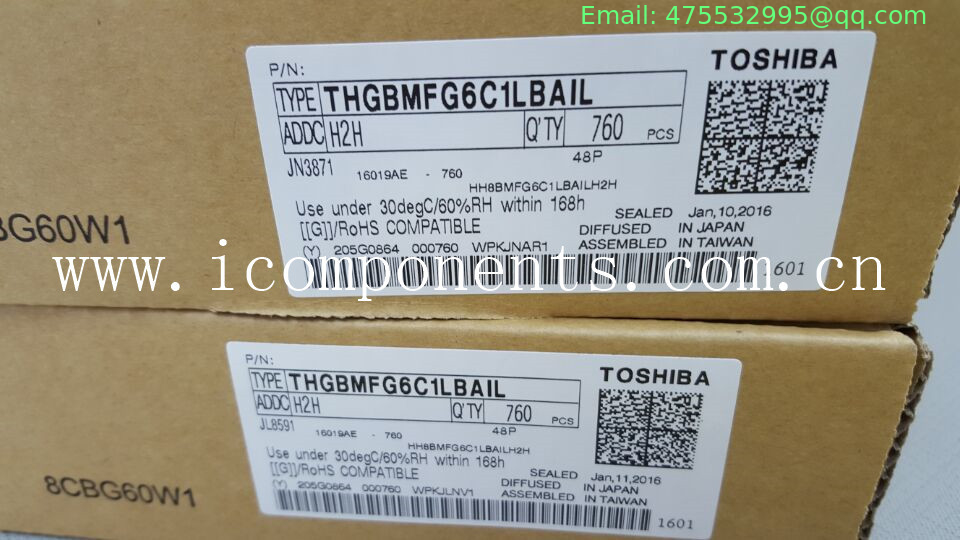 Email: 475532995@qq.com
P/N:
TOSHIBA
TYPE THGBMFG6C1LBAIL
ADDC H2H Q'TY 760 PCS
48P
JN3871 16019AE - 760
HH8BMFG6C1LBAILH2H
Use under 30degC/60%RH within 168h
SEALED Jan,10,2016
[[G]]/RoHS COMPATIBLE
DIFFUSED IN JAPAN
(Y) 205G0864 000760 WPKJNAR1
ASSEMBLED IN TAIWAN
1601
BG60W1
www.icomponents.com.cn
P/N:
TOSHIBA
TYPE THGBMFG6C1LBAIL
ADDC H2H Q'TY 760 PCS
48P
JL8591 16019AE - 760
HH8BMFG6C1LBAILH2H
Use under 30degC/60%RH within 168h
SEALED Jan,11,2016
[[G]]/RoHS COMPATIBLE
DIFFUSED IN JAPAN
(Y) 205G0864 000760 WPKJLNV1
ASSEMBLED IN TAIWAN
1601
8CBG60W1